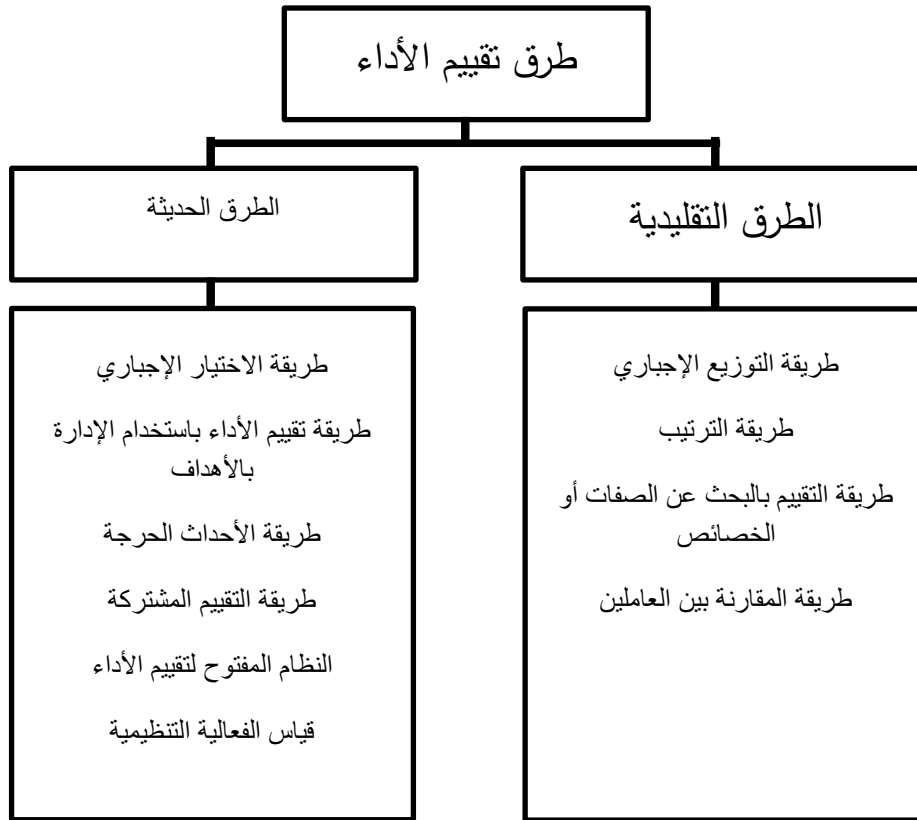 طرق تقييم الأداء
الطرق التقليدية
طريقة التوزيع الإجباري
طريقة الترتيب
طريقة التقييم بالبحث عن الصفات أو
الخصائص
طريقة المقارنة بين العاملين
الطرق الحديثة
طريقة الاختيار الإجباري
طريقة تقييم الأداء باستخدام الإدارة
بالأهداف
طريقة الأحداث الحرجة
طريقة التقييم المشتركة
النظام المفتوح لتقييم الأداء
قياس الفعالية التنظيمية